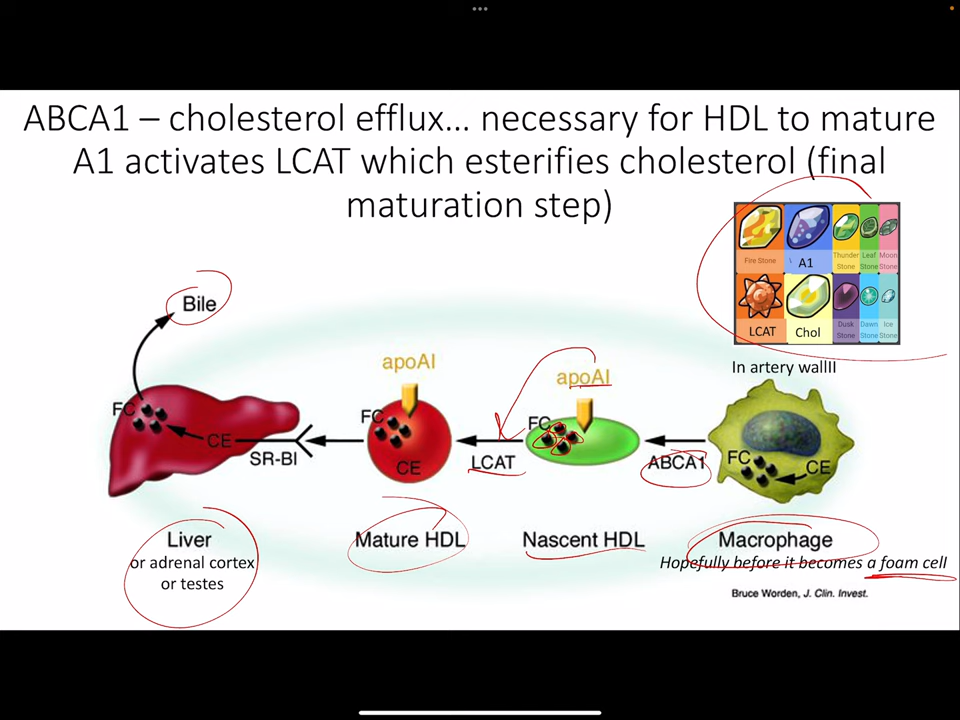 ABCA1 – cholesterol efflux... necessary for HDL to mature
A1 activates LCAT which esterifies cholesterol (final
maturation step)
Fire Stone
A1
Thunder Stone
Leaf Stone
Moon Stone
LCAT
Chol
Dusk Stone
Dawn Stone
Ice Stone
In artery wallII
Bile
apoAI
apoAI
FC
CE
SR-BI
FC
CE
LCAT
FC
ABCA1
FC
CE
Liver
or adrenal cortex
or testes
Mature HDL
Nascent HDL
Macrophage
Hopefully before it becomes a foam cell
Bruce Worden, J. Clin. Invest.